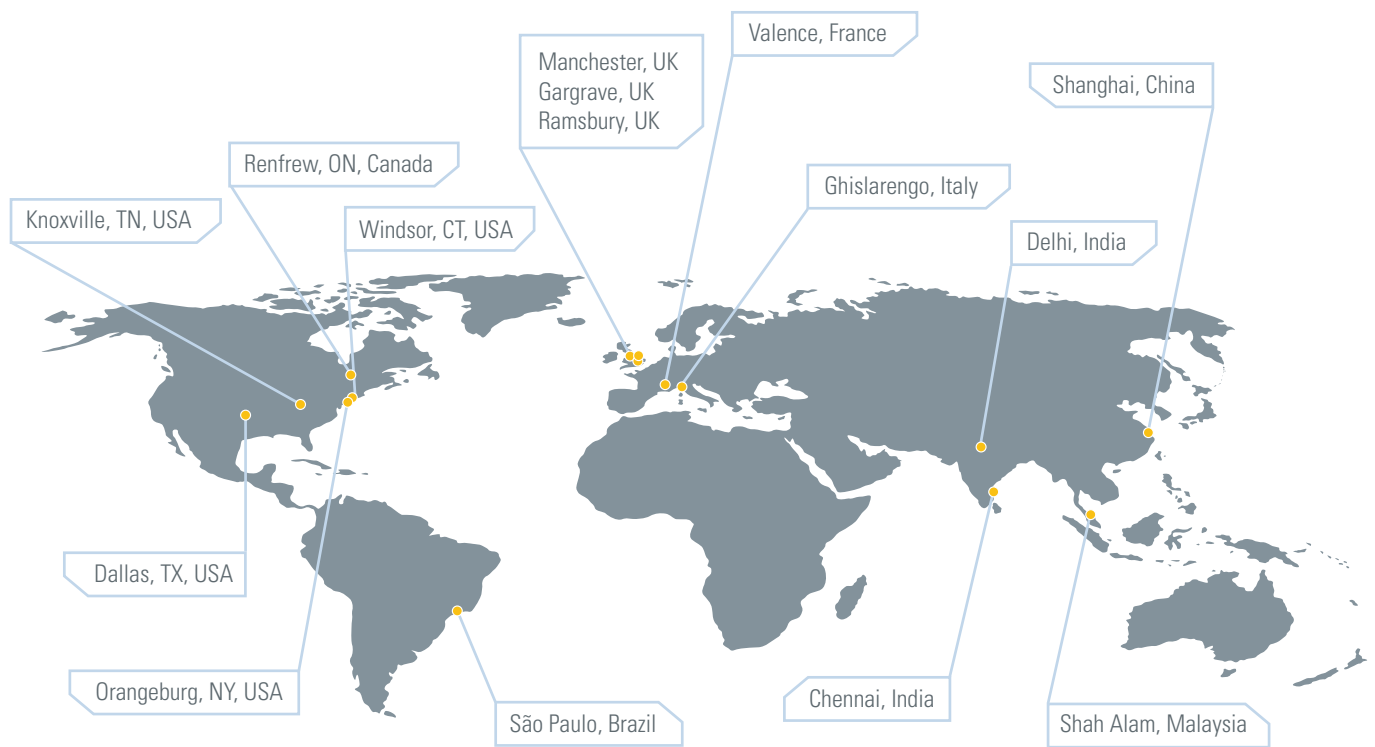 Valence, France
Manchester, UK
Gargrave, UK
Ramsbury, UK
Shanghai, China
Renfrew, ON, Canada
Ghislarengo, Italy
Knoxville, TN, USA
Windsor, CT, USA
Delhi, India
Dallas, TX, USA
Orangeburg, NY, USA
São Paulo, Brazil
Chennai, India
Shah Alam, Malaysia